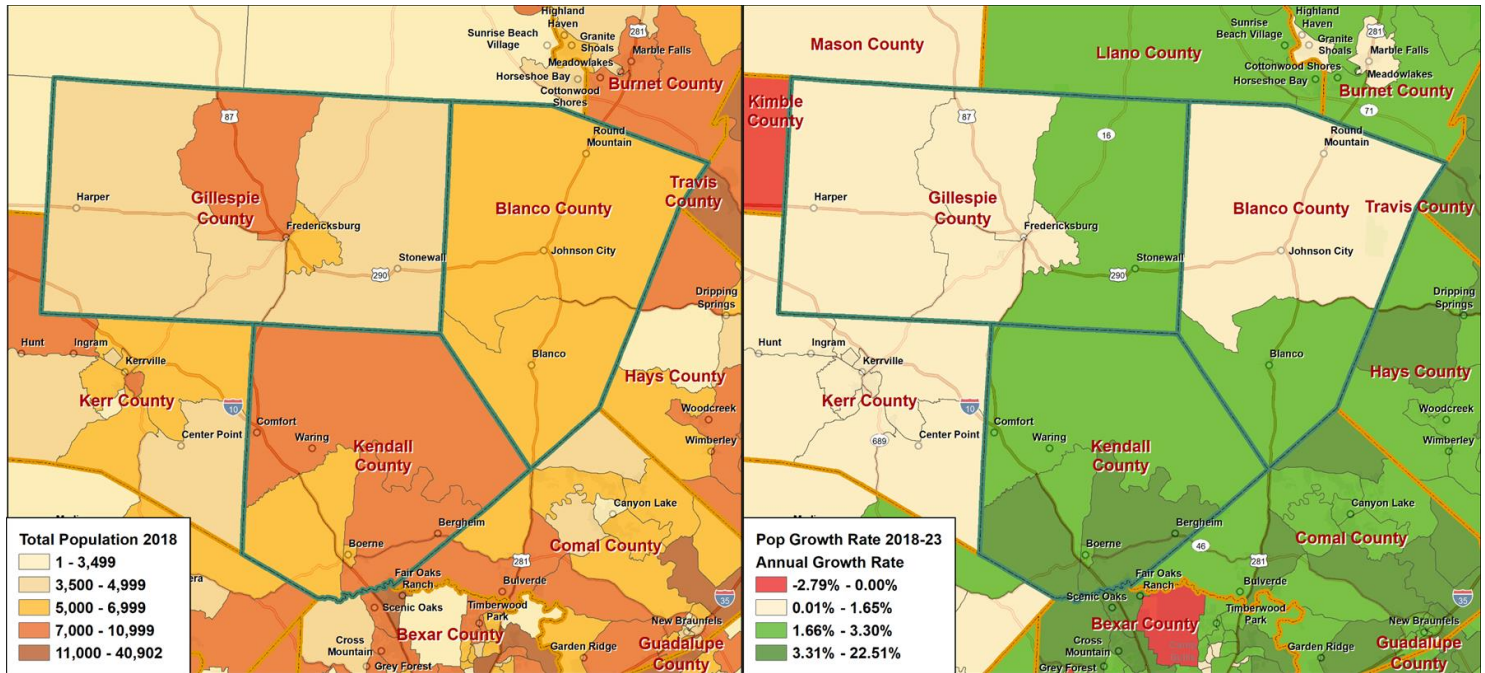 Highland
Haven
Sunrise Beach
Village
Granite
Shoals
281
Marble Falls
Meadowlakes
Horseshoe Bay
Cottonwood
Shores
Burnet County
87
Round
Mountain
Travis
County
Harper
Gillespie
County
Blanco County
Fredericksburg
Johnson City
Stonewall
290
Dripping
Springs
Hunt
Ingram
Kerrville
Blanco
Hays County
Kerr County
10
Comfort
Woodcreek
Center Point
Waring
Kendall
County
Wimberley
Canyon Lake
Bergheim
Comal County
Boerne
281
Fair Oaks
Ranch
Bulverde
Scenic Oaks
Timberwood
Park
35
New Braunfels
Bexar County
Cross
Mountain
Garden Ridge
Guadalupe
County
Grey Forest
Total Population 2018
1 - 3,499
3,500 - 4,999
5,000 - 6,999
7,000 - 10,999
11,000 - 40,902
Mason County
Llano County
Highland
Haven
Sunrise
Beach Village
Granite
Shoals
281
Marble Falls
Cottonwood Shores
Meadowlakes
Horseshoe Bay
Burnet County
Kimble
County
71
87
16
Round
Mountain
Harper
Gillespie
County
Blanco County
Travis County
Fredericksburg
Johnson City
Stonewall
290
Dripping
Springs
Hunt
Ingram
Kerrville
Blanco
Hays County
Kerr County
10
Comfort
Woodcreek
689
Center Point
Waring
Kendall
County
Wimberley
Canyon Lake
Bergheim
46
Comal County
Boerne
281
Fair Oaks
Ranch
Bulverde
Scenic Oaks
Timberwood
Park
35
New Braunfels
Bexar County
Cross
Mountain
Garden Ridge
Guadalupe
County
Grey Forest
Pop Growth Rate 2018-23
Annual Growth Rate
-2.79% - 0.00%
0.01% - 1.65%
1.66% - 3.30%
3.31% - 22.51%